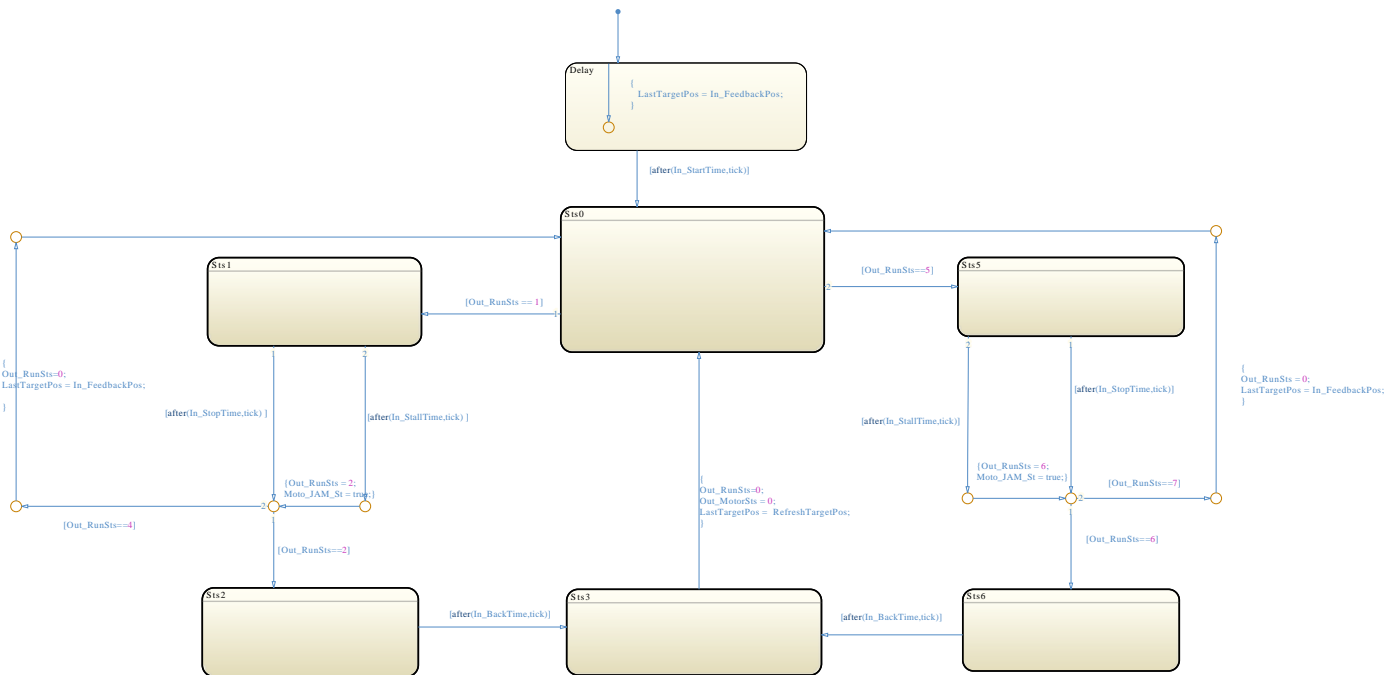 Delay
{
LastTargetPos = In_FeedbackPos;
}
[after(In_StartTime,tick)]
Sts0
Sts1
Sts5
[Out_RunSts==5]
2
[Out_RunSts == 1]
1
1
2
2
1
{
Out_RunSts=0;
LastTargetPos = In_FeedbackPos;
}
{
Out_RunSts = 0;
LastTargetPos = In_FeedbackPos;
}
[after(In_StopTime,tick) ]
[after(In_StallTime,tick) ]
[after(In_StopTime,tick)]
[after(In_StallTime,tick)]
{Out_RunSts = 2;
Moto_JAM_St = true;}
{Out_RunSts = 6;
Moto_JAM_St = true;}
{
Out_RunSts=0;
Out_MotorSts = 0;
LastTargetPos =  RefreshTargetPos;
}
[Out_RunSts==7]
2
2
1
1
[Out_RunSts==4]
[Out_RunSts==2]
[Out_RunSts==6]
Sts2
Sts3
Sts6
[after(In_BackTime,tick)]
[after(In_BackTime,tick)]